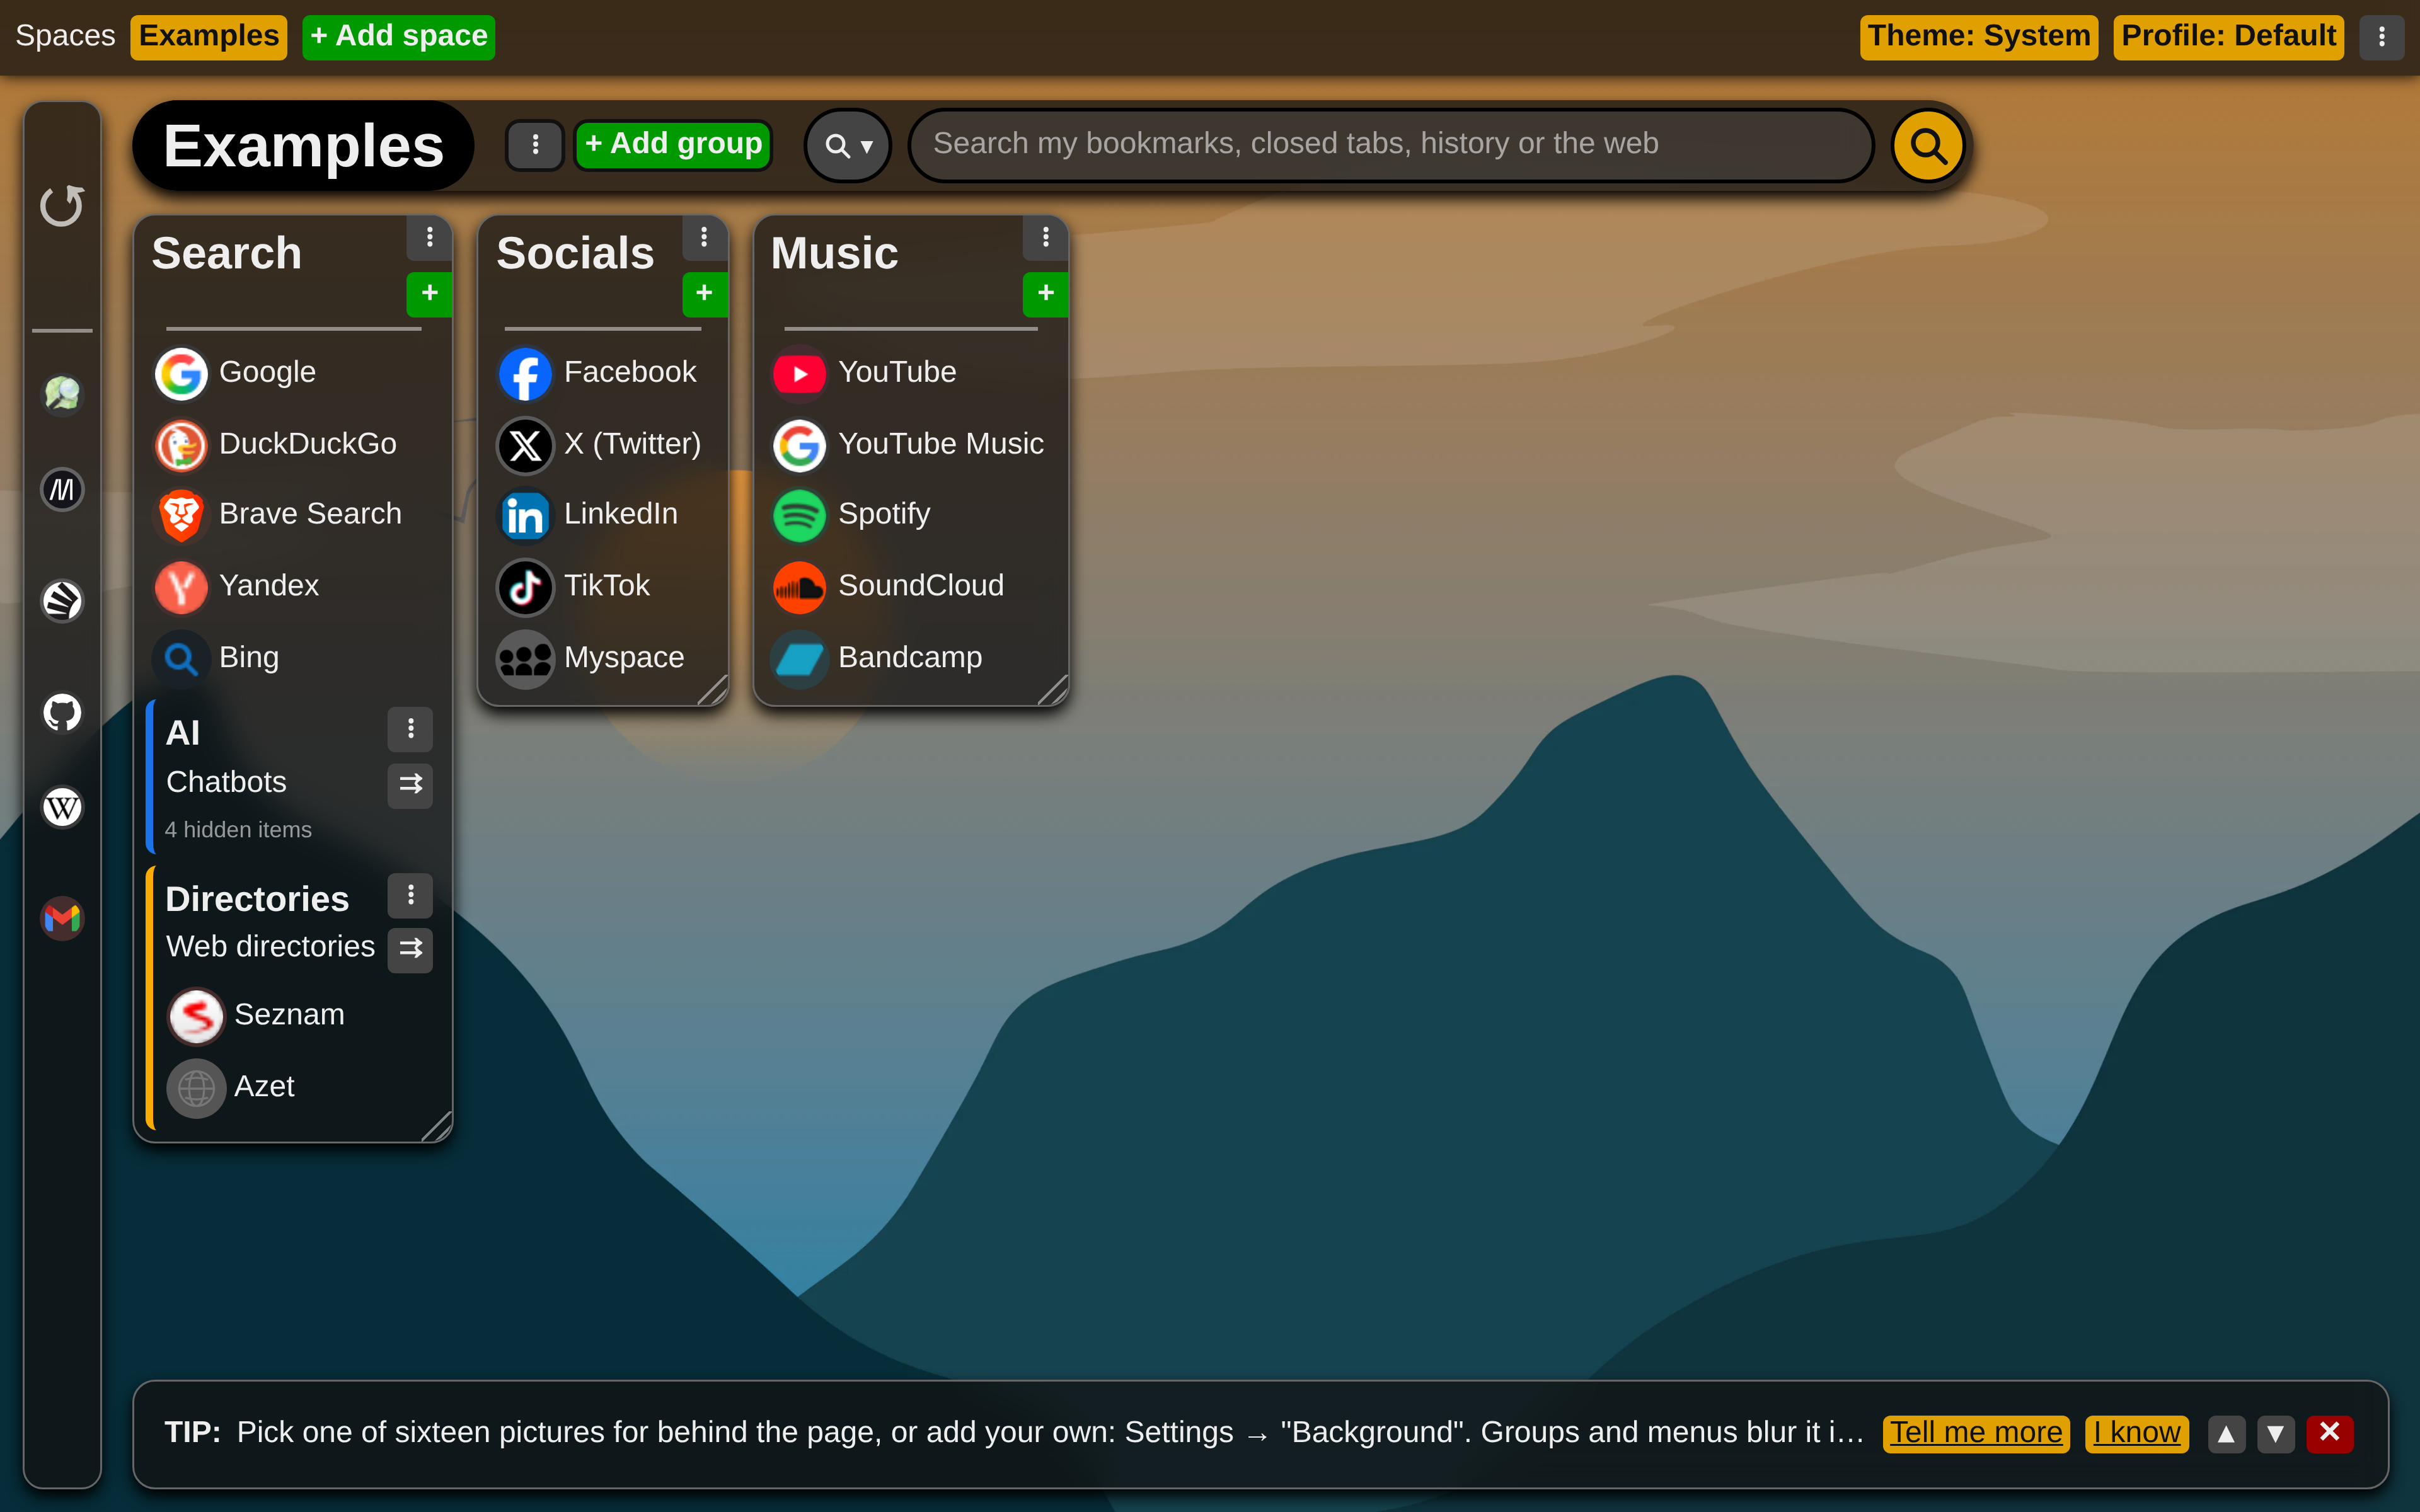 Spaces Examples + Add space Theme: System Profile: Default
Examples + Add group Search my bookmarks, closed tabs, history or the web
Search
Google
DuckDuckGo
Brave Search
Yandex
Bing
AI
Chatbots
4 hidden items
Directories
Web directories
Seznam
Azet
Socials
Facebook
X (Twitter)
LinkedIn
TikTok
Myspace
Music
YouTube
YouTube Music
Spotify
SoundCloud
Bandcamp
TIP: Pick one of sixteen pictures for behind the page, or add your own: Settings → "Background". Groups and menus blur it i… Tell me more I know